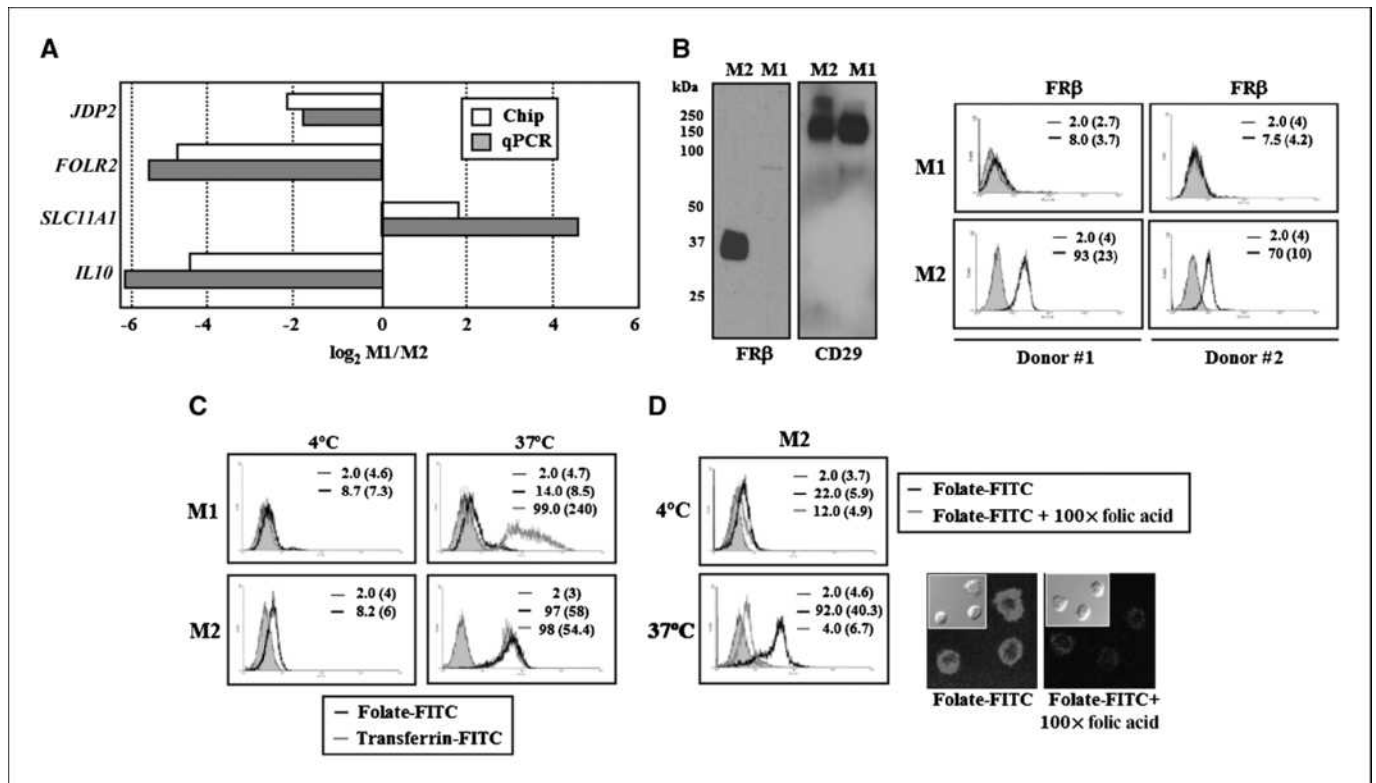 A
JDP2
FOLR2
SLC11A1
IL10
Chip
qPCR
-6 -4 -2 0 2 4 6
log₂ M1/M2
B
M2 M1 M2 M1
kDa
250
150
100
50
37
25
FRβ CD29
FRβ FRβ
M1
2.0 (2.7)
8.0 (3.7)
2.0 (4)
7.5 (4.2)
M2
2.0 (4)
93 (23)
2.0 (4)
70 (10)
Donor #1 Donor #2
C
4°C 37°C
M1
2.0 (4.6)
8.7 (7.3)
2.0 (4.7)
14.0 (8.5)
99.0 (240)
M2
2.0 (4)
8.2 (6)
2 (3)
97 (58)
98 (54.4)
Folate-FITC
Transferrin-FITC
D
M2
4°C
2.0 (3.7)
22.0 (5.9)
12.0 (4.9)
37°C
2.0 (4.6)
92.0 (40.3)
4.0 (6.7)
Folate-FITC
Folate-FITC + 100× folic acid
Folate-FITC
Folate-FITC+
100× folic acid